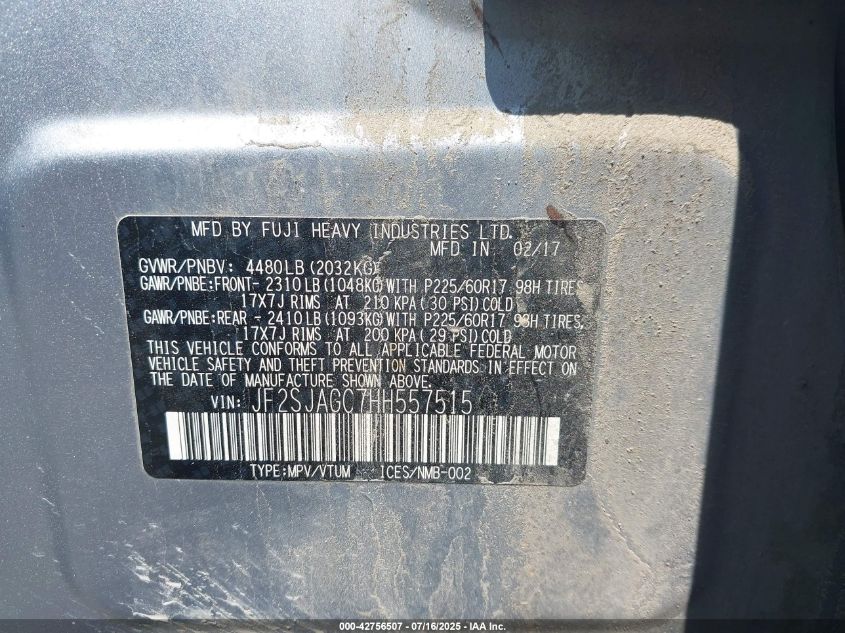 MFD BY FUJI HEAVY INDUSTRIES LTD.
MFD IN 02/17
GVWR/PNBV: 4480LB(2032KG)
GAWR/PNBE:FRONT- 2310LB(1048KG)WITH P225/60R17 98H TIRES
17X7J RIMS AT 210 KPA(30 PSI)COLD
GAWR/PNBE:REAR - 2410LB(1093KG)WITH P225/60R17 98H TIRES,
17X7J RIMS AT 200 KPA(29 PSI)COLD
THIS VEHICLE CONFORMS TO ALL APPLICABLE FEDERAL MOTOR
VEHICLE SAFETY AND THEFT PREVENTION STANDARDS IN EFFECT ON
THE DATE OF MANUFACTURE SHOWN ABOVE.
VIN: JF2SJAGC7HH557515
TYPE:MPV/VTUM ICES/NMB-002
000-42756507 - 07/16/2025 - IAA Inc.